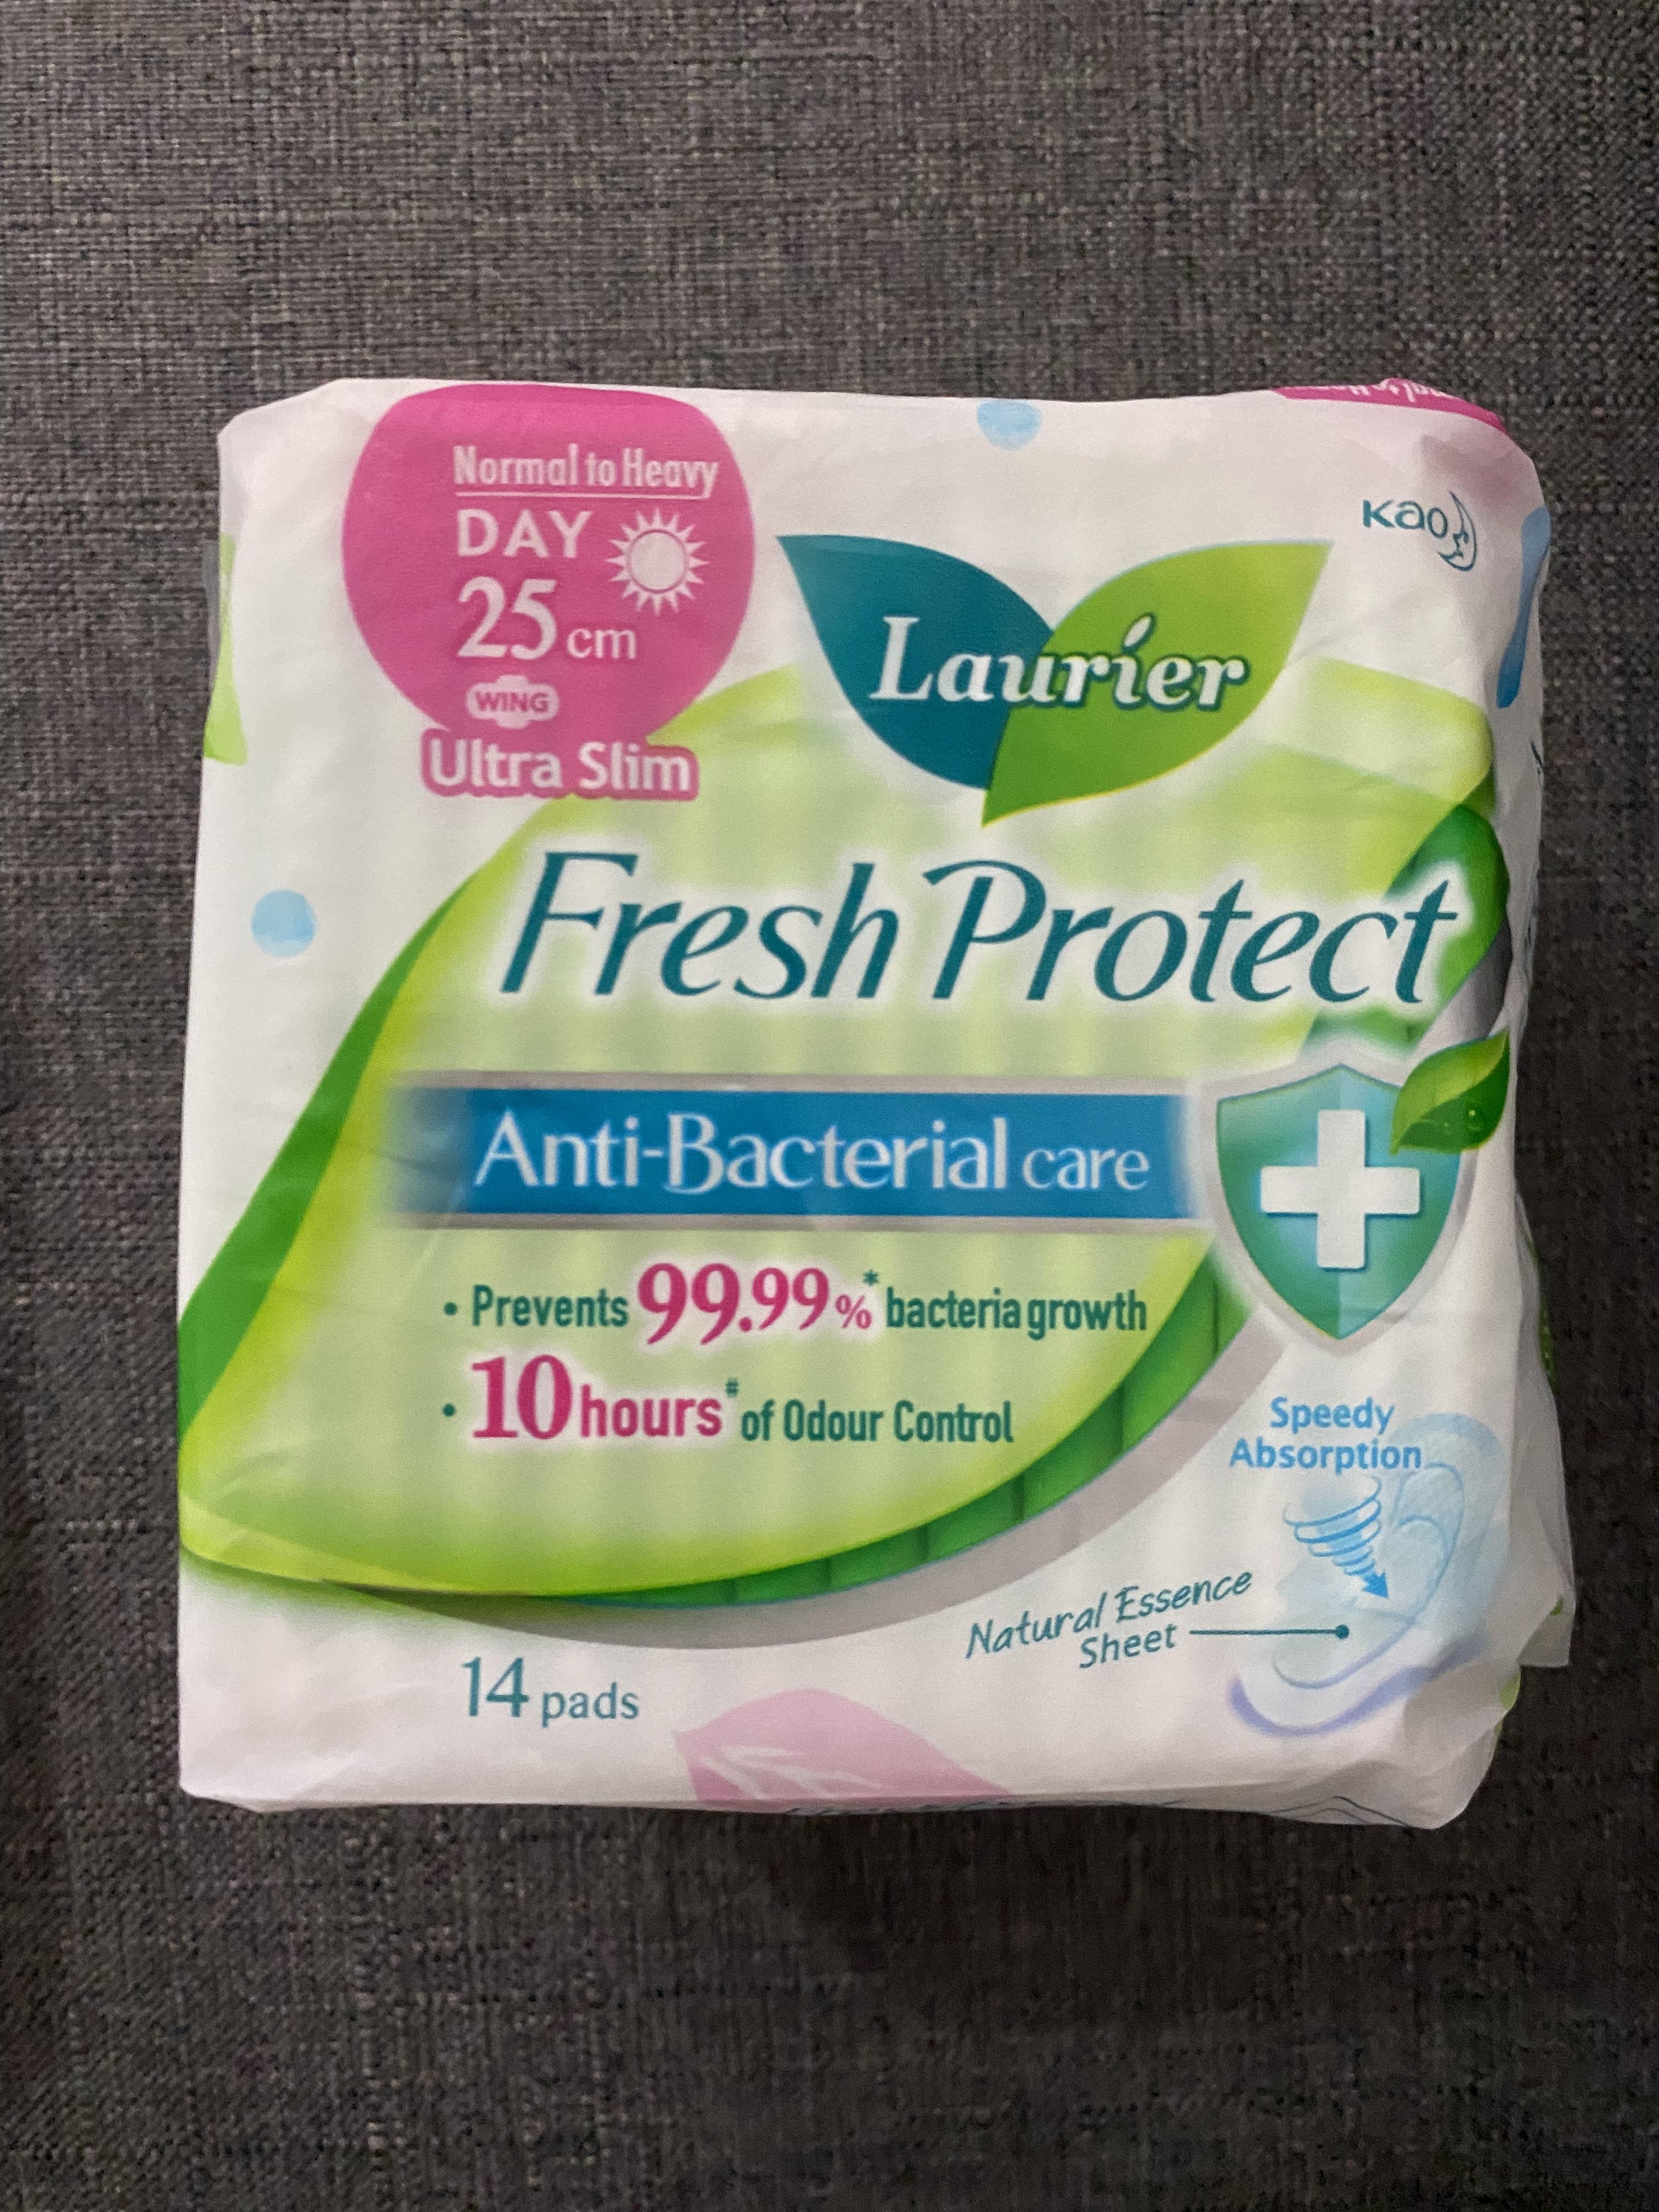 Normal to Heavy
DAY
25 cm
WING
Ultra Slim
Kao
Laurier
Fresh Protect
Anti-Bacterial care
• Prevents 99.99%* bacteria growth
• 10 hours# of Odour Control
Speedy
Absorption
Natural Essence
Sheet
14 pads